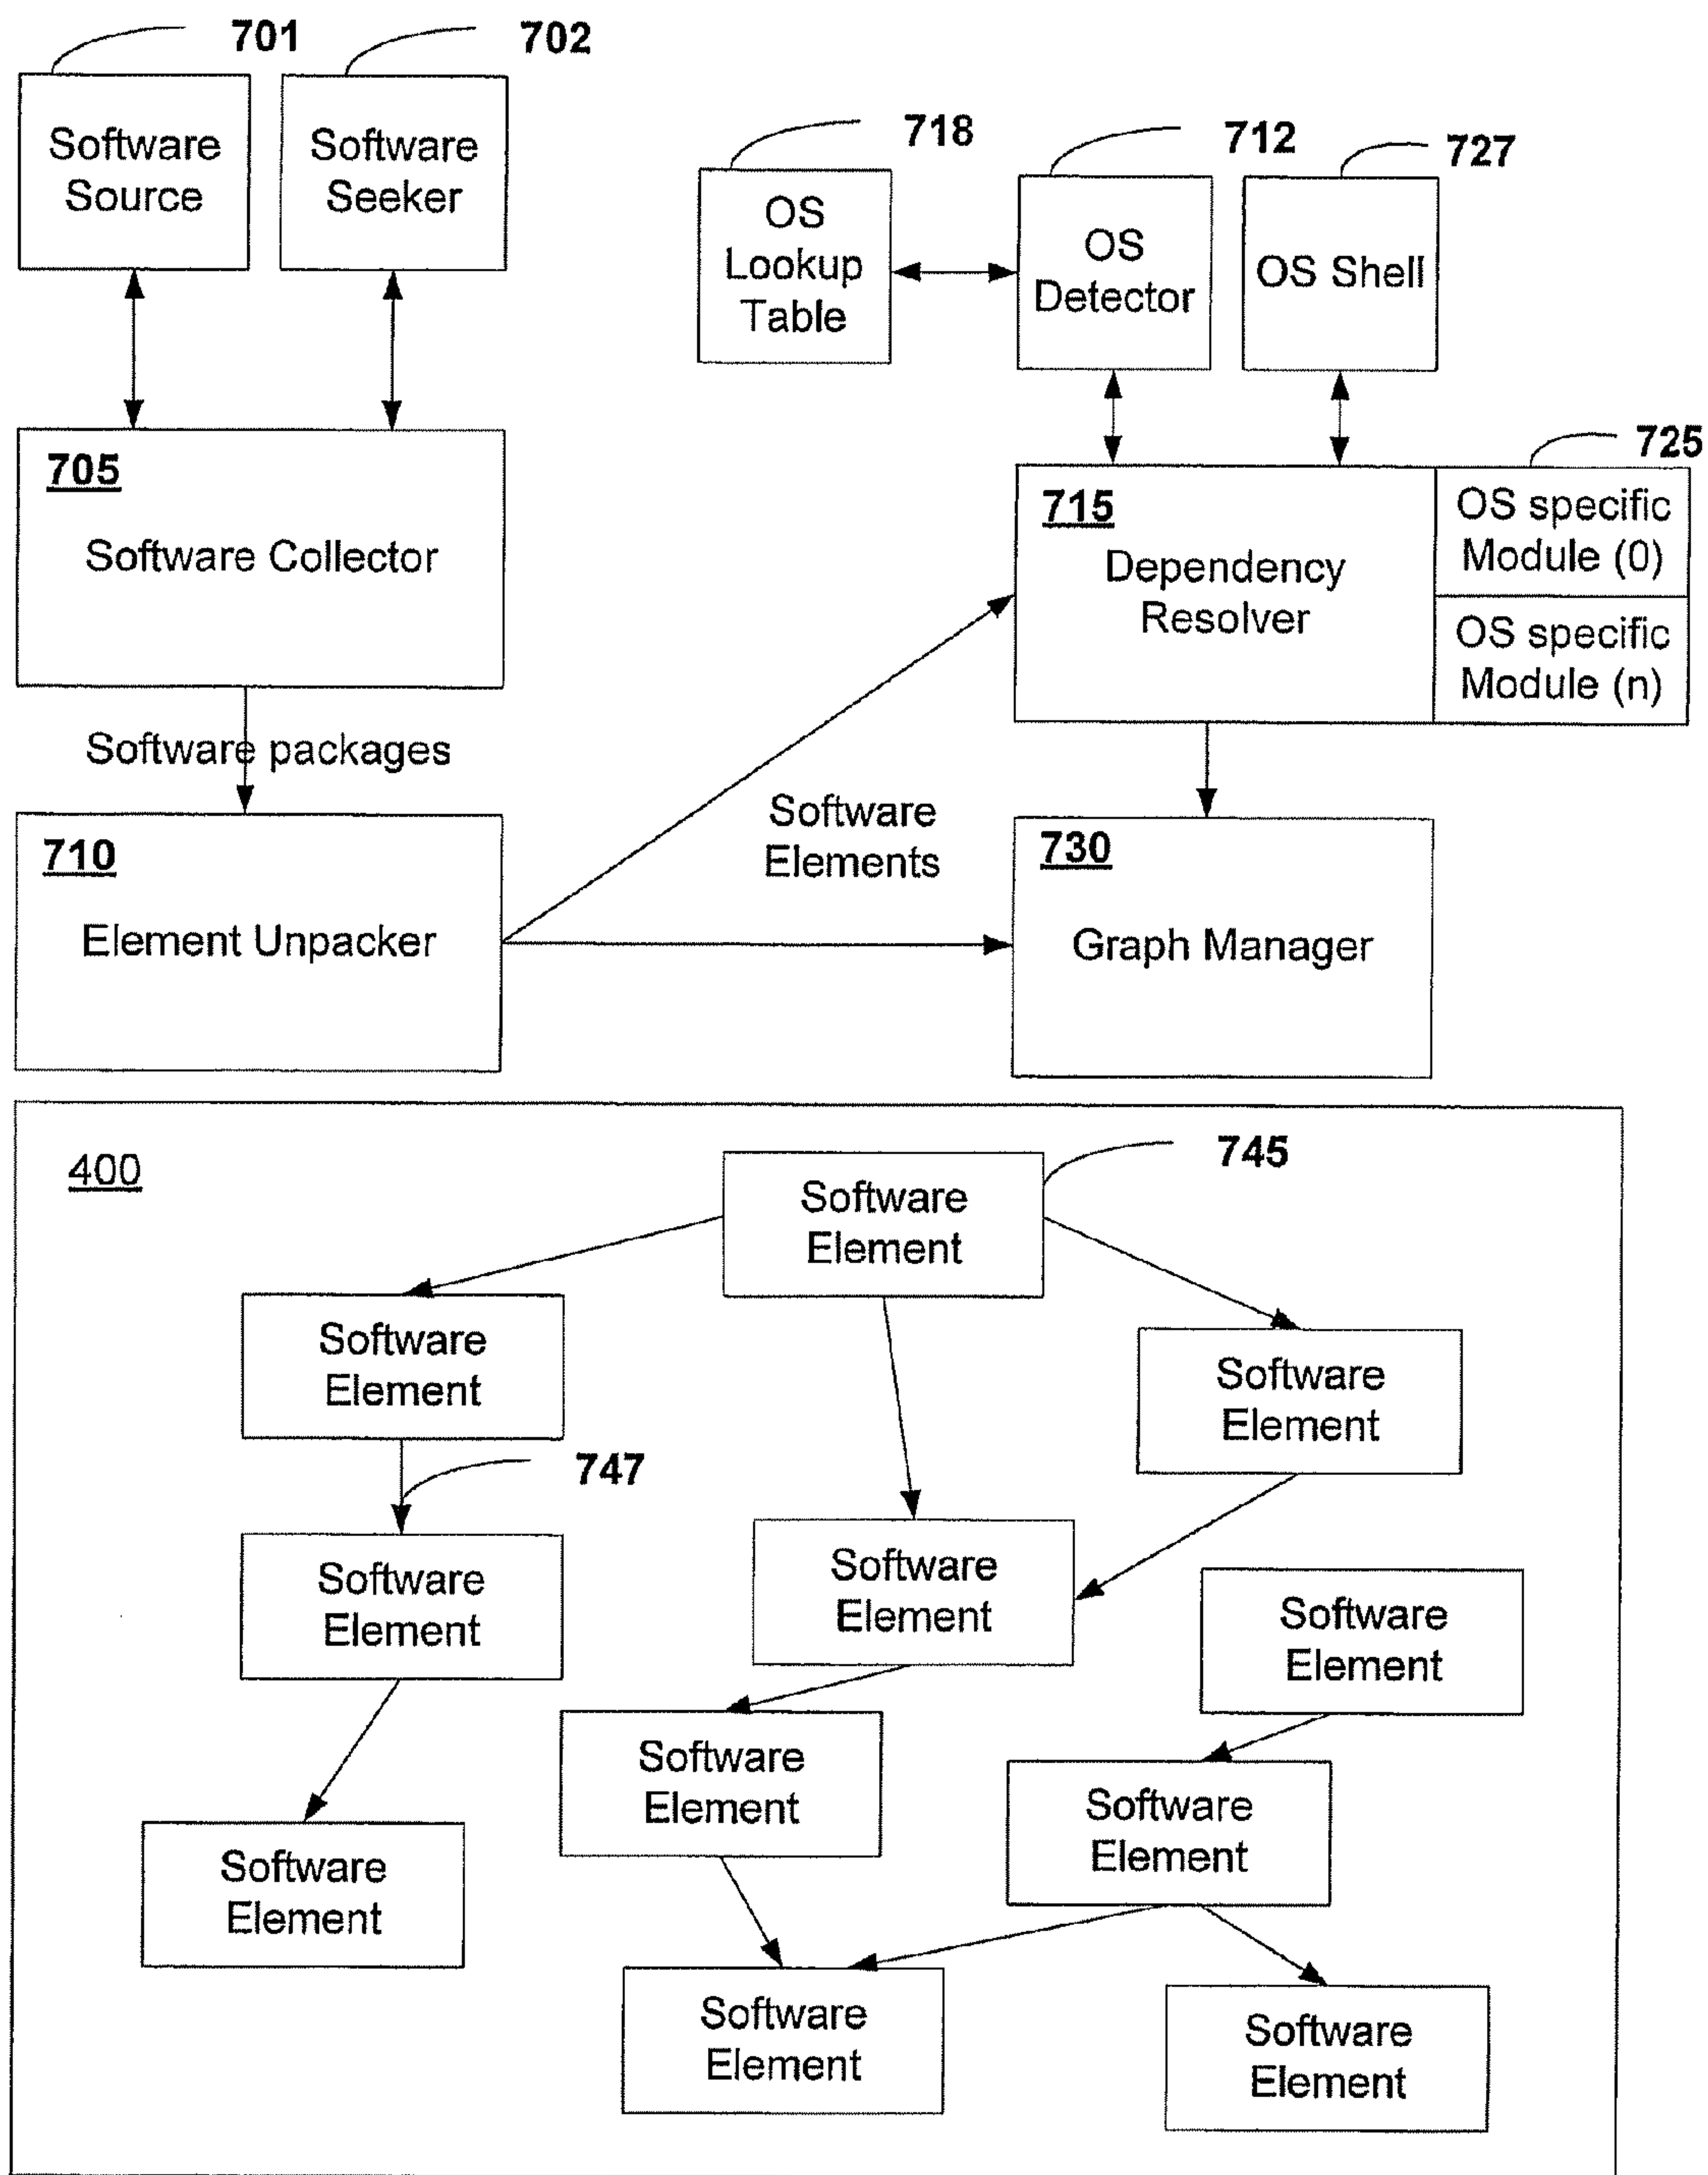 701
702
Software
Source
Software
Seeker
718
712
727
OS
Lookup
Table
OS
Detector
OS Shell
705
Software Collector
725
715
Dependency
Resolver
OS specific
Module (0)
OS specific
Module (n)
Software packages
Software
Elements
710
Element Unpacker
730
Graph Manager
400
745
Software
Element
Software
Element
Software
Element
747
Software
Element
Software
Element
Software
Element
Software
Element
Software
Element
Software
Element
Software
Element
Software
Element